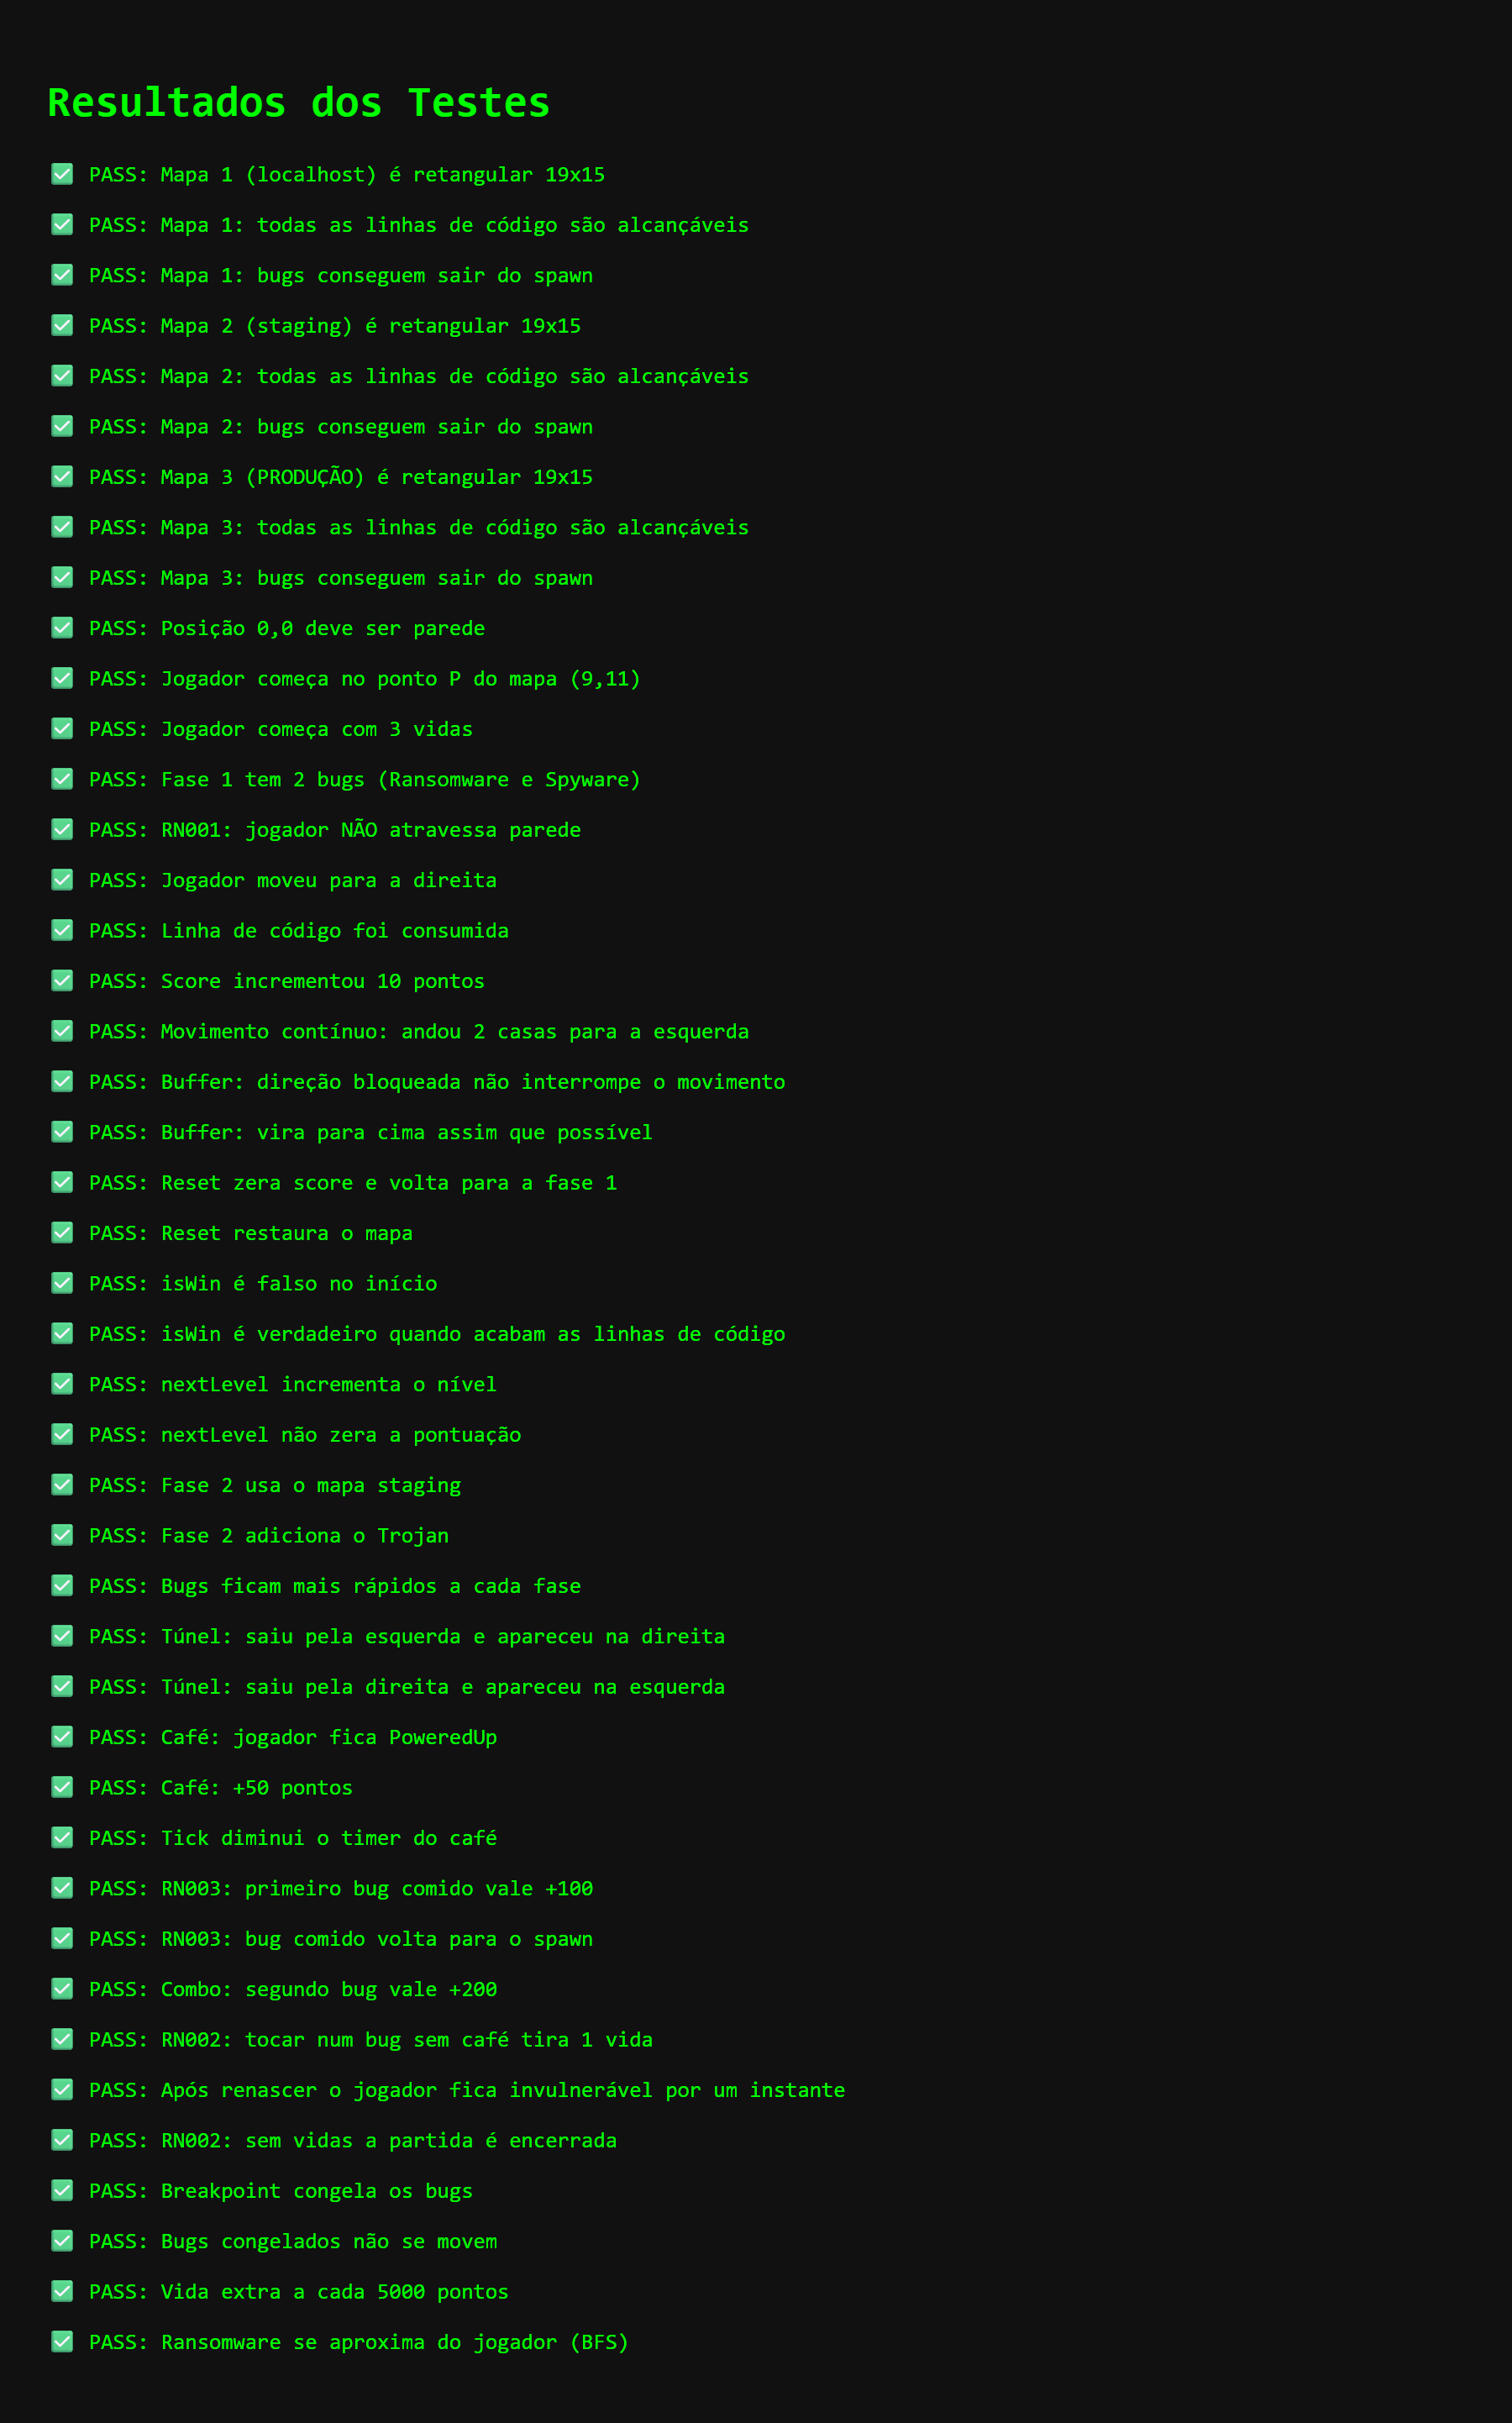 Resultados dos Testes
✅ PASS: Mapa 1 (localhost) é retangular 19x15
✅ PASS: Mapa 1: todas as linhas de código são alcançáveis
✅ PASS: Mapa 1: bugs conseguem sair do spawn
✅ PASS: Mapa 2 (staging) é retangular 19x15
✅ PASS: Mapa 2: todas as linhas de código são alcançáveis
✅ PASS: Mapa 2: bugs conseguem sair do spawn
✅ PASS: Mapa 3 (PRODUÇÃO) é retangular 19x15
✅ PASS: Mapa 3: todas as linhas de código são alcançáveis
✅ PASS: Mapa 3: bugs conseguem sair do spawn
✅ PASS: Posição 0,0 deve ser parede
✅ PASS: Jogador começa no ponto P do mapa (9,11)
✅ PASS: Jogador começa com 3 vidas
✅ PASS: Fase 1 tem 2 bugs (Ransomware e Spyware)
✅ PASS: RN001: jogador NÃO atravessa parede
✅ PASS: Jogador moveu para a direita
✅ PASS: Linha de código foi consumida
✅ PASS: Score incrementou 10 pontos
✅ PASS: Movimento contínuo: andou 2 casas para a esquerda
✅ PASS: Buffer: direção bloqueada não interrompe o movimento
✅ PASS: Buffer: vira para cima assim que possível
✅ PASS: Reset zera score e volta para a fase 1
✅ PASS: Reset restaura o mapa
✅ PASS: isWin é falso no início
✅ PASS: isWin é verdadeiro quando acabam as linhas de código
✅ PASS: nextLevel incrementa o nível
✅ PASS: nextLevel não zera a pontuação
✅ PASS: Fase 2 usa o mapa staging
✅ PASS: Fase 2 adiciona o Trojan
✅ PASS: Bugs ficam mais rápidos a cada fase
✅ PASS: Túnel: saiu pela esquerda e apareceu na direita
✅ PASS: Túnel: saiu pela direita e apareceu na esquerda
✅ PASS: Café: jogador fica PoweredUp
✅ PASS: Café: +50 pontos
✅ PASS: Tick diminui o timer do café
✅ PASS: RN003: primeiro bug comido vale +100
✅ PASS: RN003: bug comido volta para o spawn
✅ PASS: Combo: segundo bug vale +200
✅ PASS: RN002: tocar num bug sem café tira 1 vida
✅ PASS: Após renascer o jogador fica invulnerável por um instante
✅ PASS: RN002: sem vidas a partida é encerrada
✅ PASS: Breakpoint congela os bugs
✅ PASS: Bugs congelados não se movem
✅ PASS: Vida extra a cada 5000 pontos
✅ PASS: Ransomware se aproxima do jogador (BFS)